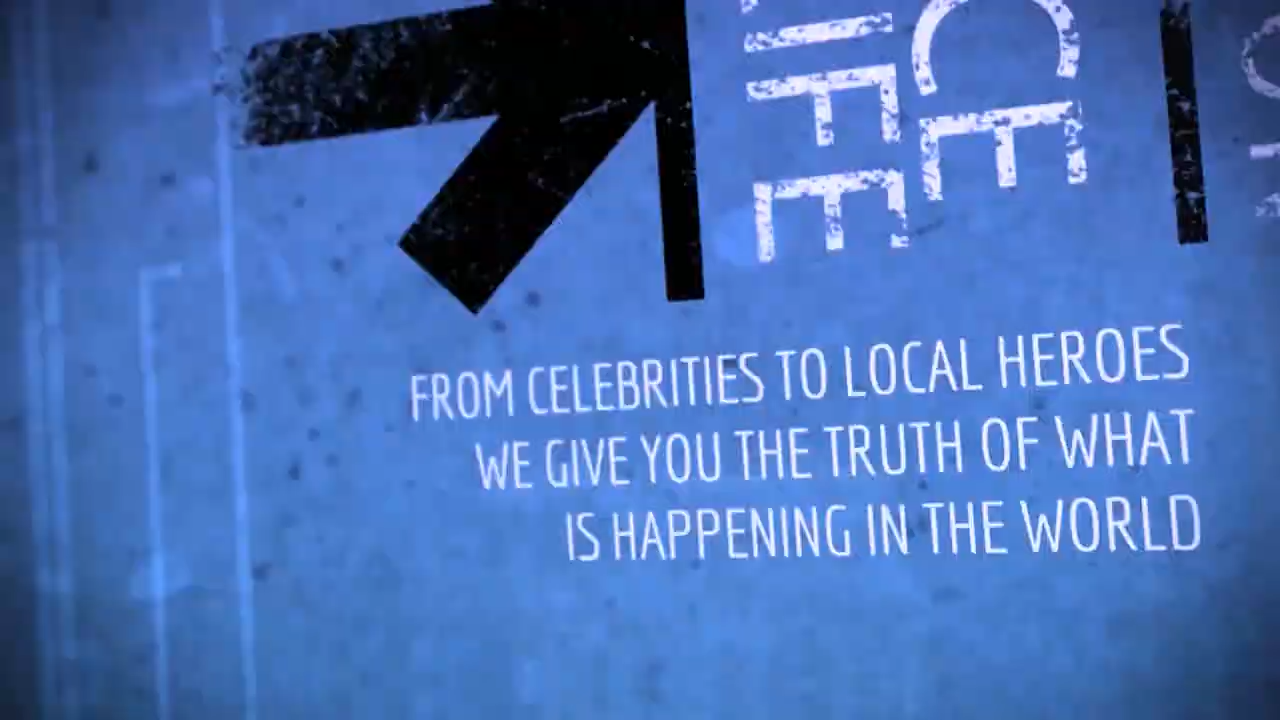 FROM CELEBRITIES TO LOCAL HEROES
WE GIVE YOU THE TRUTH OF WHAT
IS HAPPENING IN THE WORLD